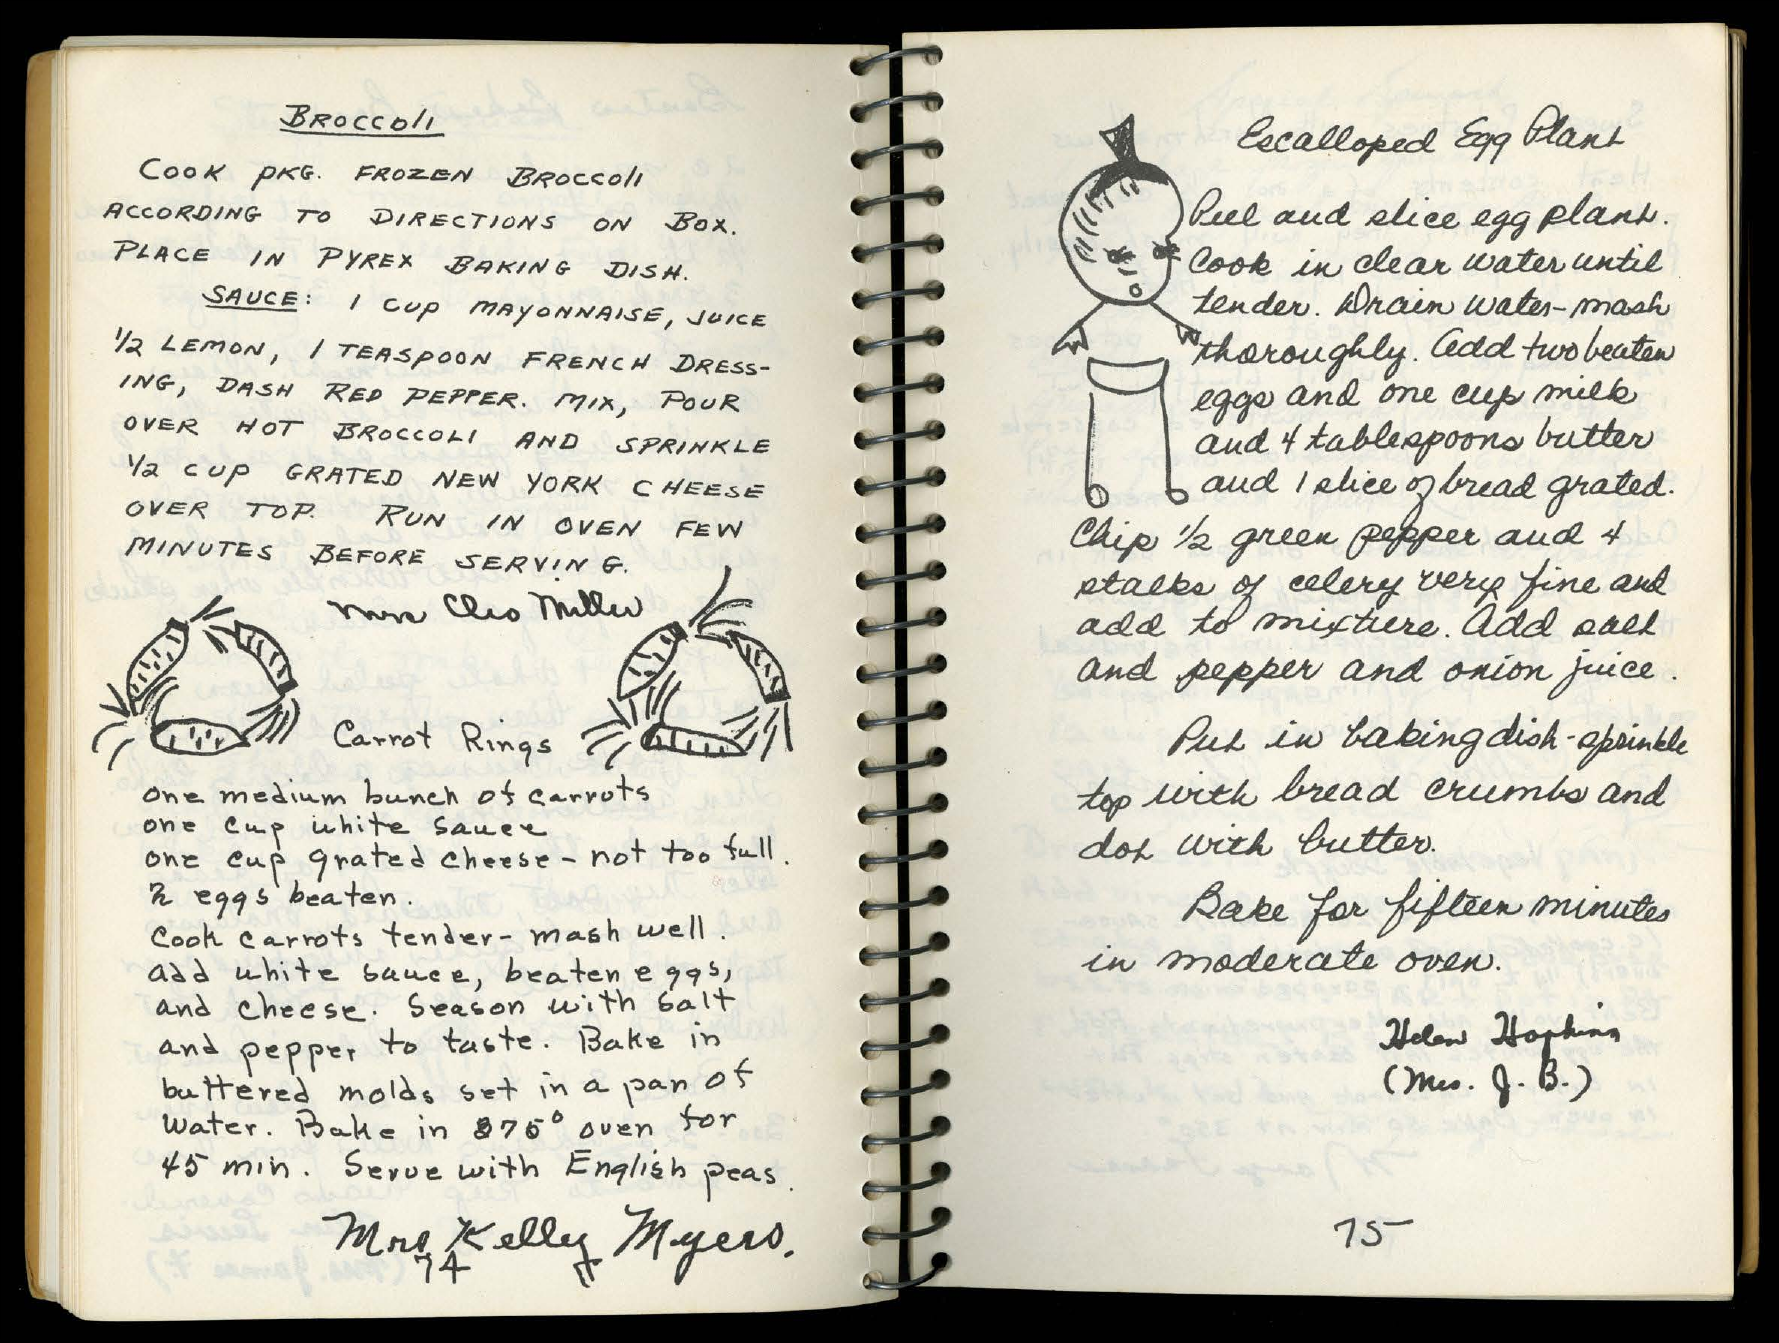 BROCCOLI
COOK PKG. FROZEN BROCCOLI
ACCORDING TO DIRECTIONS ON BOX.
PLACE IN PYREX BAKING DISH.
SAUCE: 1 CUP MAYONNAISE, JUICE
1/2 LEMON, 1 TEASPOON FRENCH DRESS-
ING, DASH RED PEPPER. MIX, POUR
OVER HOT BROCCOLI AND SPRINKLE
1/2 CUP GRATED NEW YORK CHEESE
OVER TOP. RUN IN OVEN FEW
MINUTES BEFORE SERVING.
Mrs Cleo Miller
Carrot Rings
one medium bunch of carrots
one cup white sauce
one cup grated cheese - not too full.
2 eggs beaten.
Cook carrots tender - mash well.
add white sauce, beaten eggs,
and cheese. Season with salt
and pepper to taste. Bake in
buttered molds set in a pan of
water. Bake in 375° oven for
45 min. Serve with English peas.
Mrs Kelly Myers.
74
Escalloped Egg Plant
Peel and slice egg plant.
Cook in clear water until
tender. Drain water - mash
thoroughly. Add two beaten
eggs and one cup milk
and 4 tablespoons butter
and 1 slice of bread grated.
Chip 1/2 green pepper and 4
stalks of celery very fine and
add to mixture. Add salt
and pepper and onion juice.
Put in baking dish - sprinkle
top with bread crumbs and
dot with butter.
Bake for fifteen minutes
in moderate oven.
Helen Hopkins
(Mrs. J. B.)
75